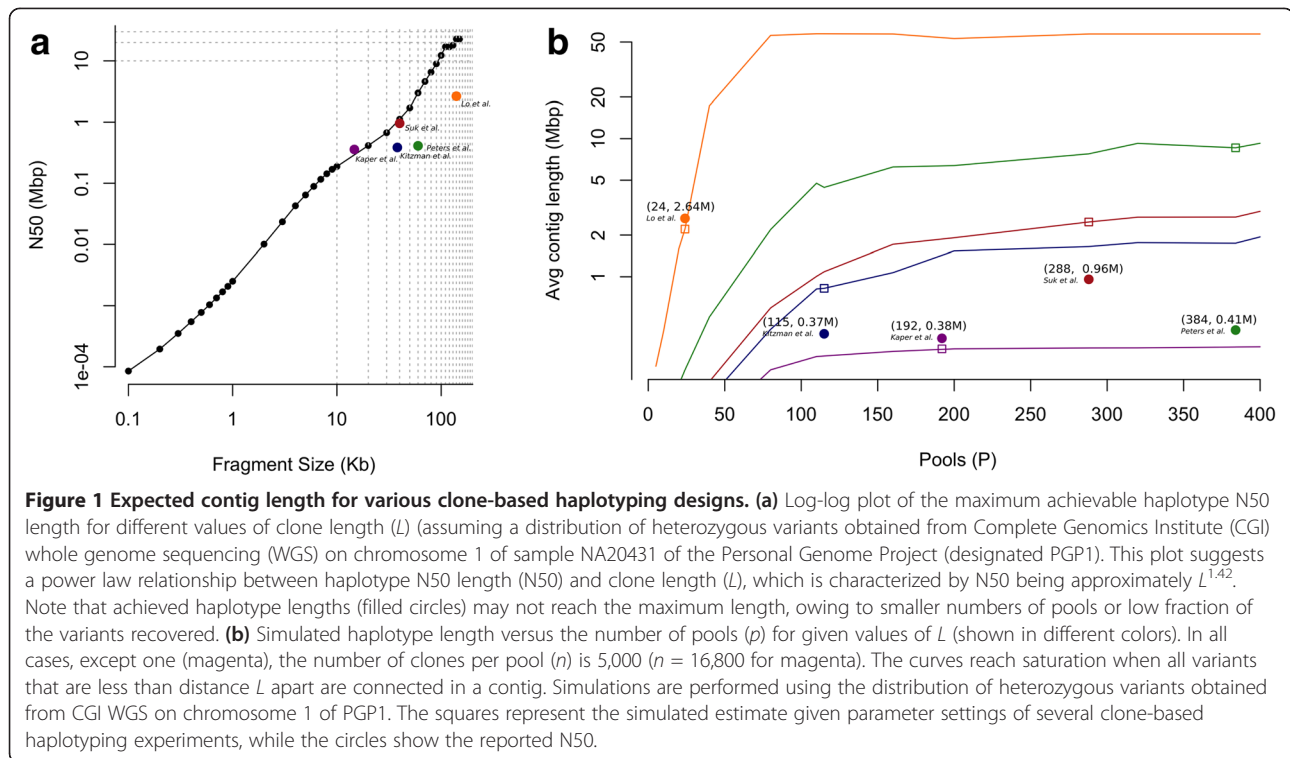 a
N50 (Mbp)
10
1
0.1
0.01
1e-04
Lo et al.
Suk et al.
Kaper et al.
Kitzman et al.
Peters et al.
0.1
1
10
100
Fragment Size (Kb)
b
Avg contig length (Mbp)
50
20
10
5
2
1
(24, 2.64M)
Lo et al.
(288, 0.96M)
Suk et al.
(115, 0.37M)
Kitzman et al.
(192, 0.38M)
Kaper et al.
(384, 0.41M)
Peters et al.
0
50
100
150
200
250
300
350
400
Pools (P)
Figure 1 Expected contig length for various clone-based haplotyping designs. (a) Log-log plot of the maximum achievable haplotype N50
length for different values of clone length (L) (assuming a distribution of heterozygous variants obtained from Complete Genomics Institute (CGI)
whole genome sequencing (WGS) on chromosome 1 of sample NA20431 of the Personal Genome Project (designated PGP1). This plot suggests
a power law relationship between haplotype N50 length (N50) and clone length (L), which is characterized by N50 being approximately L1.42.
Note that achieved haplotype lengths (filled circles) may not reach the maximum length, owing to smaller numbers of pools or low fraction of
the variants recovered. (b) Simulated haplotype length versus the number of pools (p) for given values of L (shown in different colors). In all
cases, except one (magenta), the number of clones per pool (n) is 5,000 (n = 16,800 for magenta). The curves reach saturation when all variants
that are less than distance L apart are connected in a contig. Simulations are performed using the distribution of heterozygous variants obtained
from CGI WGS on chromosome 1 of PGP1. The squares represent the simulated estimate given parameter settings of several clone-based
haplotyping experiments, while the circles show the reported N50.